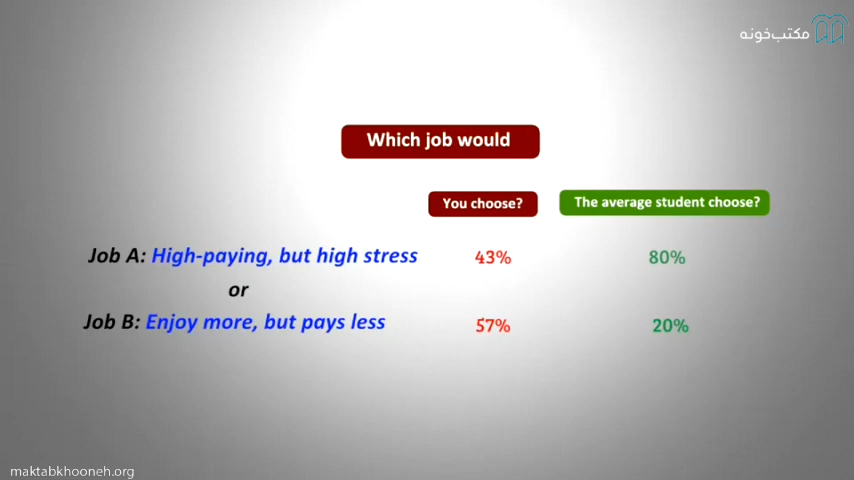 مکتب‌خونه
Which job would
You choose?
The average student choose?
Job A: High-paying, but high stress
43%
80%
or
Job B: Enjoy more, but pays less
57%
20%
maktabkhooneh.org